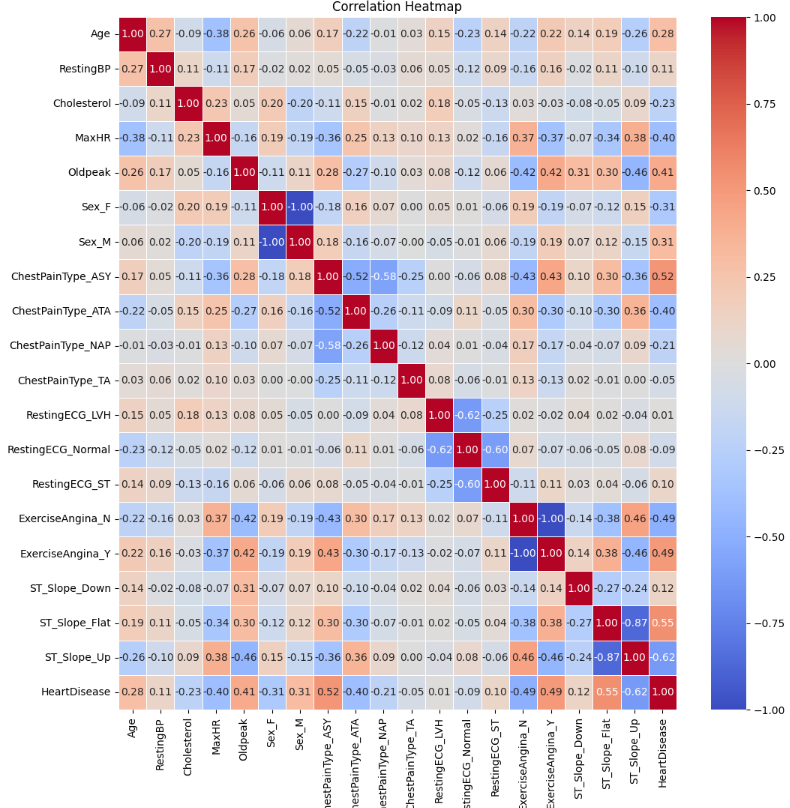 Correlation Heatmap
Age 1.00 0.27 -0.09 -0.38 0.26 -0.06 0.06 0.17 -0.22 -0.01 0.03 0.15 -0.23 0.14 -0.22 0.22 0.14 0.19 -0.26 0.28
RestingBP 0.27 1.00 0.11 -0.11 0.17 -0.02 0.02 0.05 -0.05 -0.03 0.06 0.05 -0.12 0.09 -0.16 0.16 -0.02 0.11 -0.10 0.11
Cholesterol -0.09 0.11 1.00 0.23 0.05 0.20 -0.20 -0.11 0.15 -0.01 0.02 0.18 -0.05 -0.13 0.03 -0.03 -0.08 -0.05 0.09 -0.23
MaxHR -0.38 -0.11 0.23 1.00 -0.16 0.19 -0.19 -0.36 0.25 0.13 0.10 0.13 0.02 -0.16 0.37 -0.37 -0.07 -0.34 0.38 -0.40
Oldpeak 0.26 0.17 0.05 -0.16 1.00 -0.11 0.11 0.28 -0.27 -0.10 0.03 0.08 -0.12 0.06 -0.42 0.42 0.31 0.30 -0.46 0.41
Sex_F -0.06 -0.02 0.20 0.19 -0.11 1.00 -1.00 -0.18 0.16 0.07 0.00 0.05 0.01 -0.06 0.19 -0.19 -0.07 -0.12 0.15 -0.31
Sex_M 0.06 0.02 -0.20 -0.19 0.11 -1.00 1.00 0.18 -0.16 -0.07 -0.00 -0.05 -0.01 0.06 -0.19 0.19 0.07 0.12 -0.15 0.31
ChestPainType_ASY 0.17 0.05 -0.11 -0.36 0.28 -0.18 0.18 1.00 -0.52 -0.58 -0.25 0.00 -0.06 0.08 -0.43 0.43 0.10 0.30 -0.36 0.52
ChestPainType_ATA -0.22 -0.05 0.15 0.25 -0.27 0.16 -0.16 -0.52 1.00 -0.26 -0.11 -0.09 0.11 -0.05 0.30 -0.30 -0.10 -0.30 0.36 -0.40
ChestPainType_NAP -0.01 -0.03 -0.01 0.13 -0.10 0.07 -0.07 -0.58 -0.26 1.00 -0.12 -0.04 0.01 -0.04 0.17 -0.17 -0.04 -0.07 0.09 -0.21
ChestPainType_TA 0.03 0.06 0.02 0.10 0.03 0.00 -0.00 -0.25 -0.11 -0.12 1.00 0.08 -0.06 -0.01 0.13 -0.13 0.02 -0.01 0.00 -0.05
RestingECG_LVH 0.15 0.05 0.18 0.13 0.08 0.05 -0.05 0.00 -0.09 -0.04 0.08 1.00 -0.62 -0.25 0.02 -0.02 0.04 0.02 -0.04 0.01
RestingECG_Normal -0.23 -0.12 -0.05 0.02 -0.12 0.01 -0.01 -0.06 0.11 0.01 -0.06 -0.62 1.00 -0.60 0.07 -0.07 -0.06 -0.05 0.08 -0.09
RestingECG_ST 0.14 0.09 -0.13 -0.16 0.06 -0.06 0.06 0.08 -0.05 -0.04 -0.01 -0.25 -0.60 1.00 -0.11 0.11 0.03 0.04 -0.06 0.10
ExerciseAngina_N -0.22 -0.16 0.03 0.37 -0.42 0.19 -0.19 -0.43 0.30 0.17 0.13 0.02 0.07 -0.11 1.00 -1.00 -0.14 -0.38 0.46 -0.49
ExerciseAngina_Y 0.22 0.16 -0.03 -0.37 0.42 -0.19 0.19 0.43 -0.30 -0.17 -0.13 -0.02 -0.07 0.11 -1.00 1.00 0.14 0.38 -0.46 0.49
ST_Slope_Down 0.14 -0.02 -0.08 -0.07 0.31 -0.07 0.07 0.10 -0.10 -0.04 0.02 0.04 -0.06 0.03 -0.14 0.14 1.00 -0.27 -0.24 0.12
ST_Slope_Flat 0.19 0.11 -0.05 -0.34 0.30 -0.12 0.12 0.30 -0.30 -0.07 -0.01 0.02 -0.05 0.04 -0.38 0.38 -0.27 1.00 -0.87 0.55
ST_Slope_Up -0.26 -0.10 0.09 0.38 -0.46 0.15 -0.15 -0.36 0.36 0.09 0.00 -0.04 0.08 -0.06 0.46 -0.46 -0.24 -0.87 1.00 -0.62
HeartDisease 0.28 0.11 -0.23 -0.40 0.41 -0.31 0.31 0.52 -0.40 -0.21 -0.05 0.01 -0.09 0.10 -0.49 0.49 0.12 0.55 -0.62 1.00
Age
RestingBP
Cholesterol
MaxHR
Oldpeak
Sex_F
Sex_M
hestPainType_ASY
hestPainType_ATA
hestPainType_NAP
ChestPainType_TA
RestingECG_LVH
estingECG_Normal
RestingECG_ST
ExerciseAngina_N
ExerciseAngina_Y
ST_Slope_Down
ST_Slope_Flat
ST_Slope_Up
HeartDisease
1.00
0.75
0.50
0.25
0.00
−0.25
−0.50
−0.75
−1.00